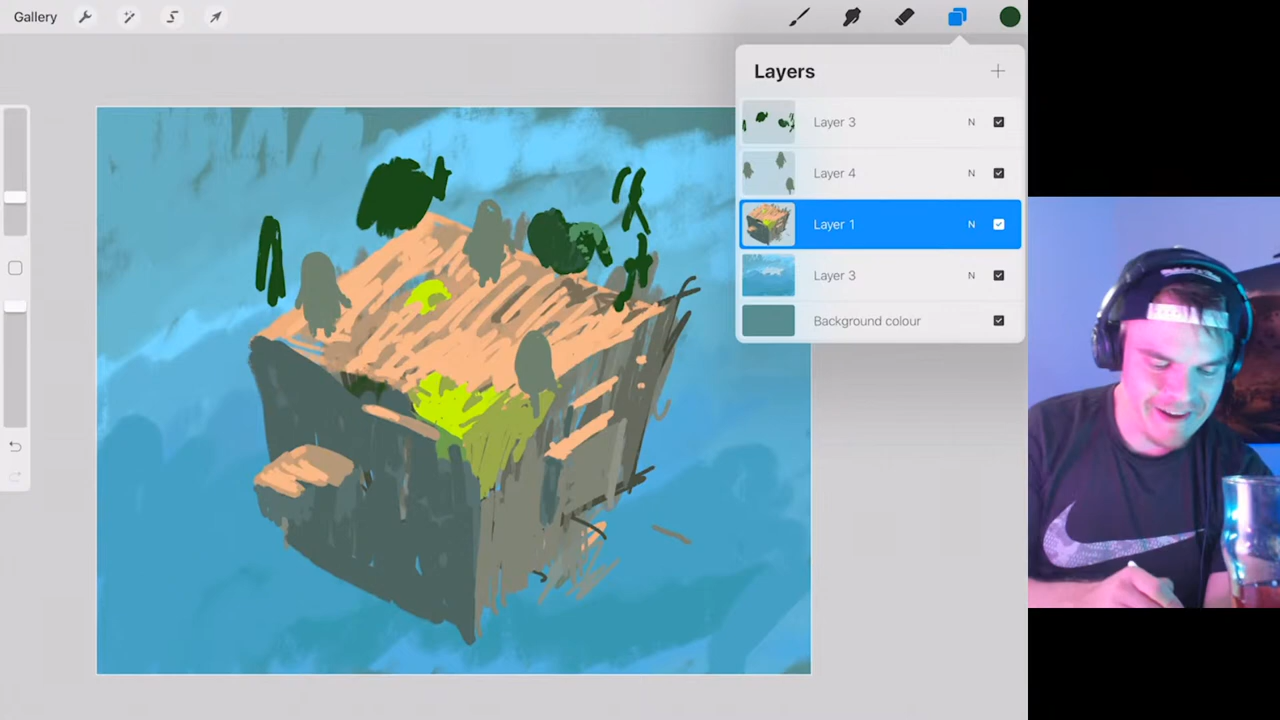 Gallery
Layers
Layer 3 N
Layer 4 N
Layer 1 N
Layer 3 N
Background colour